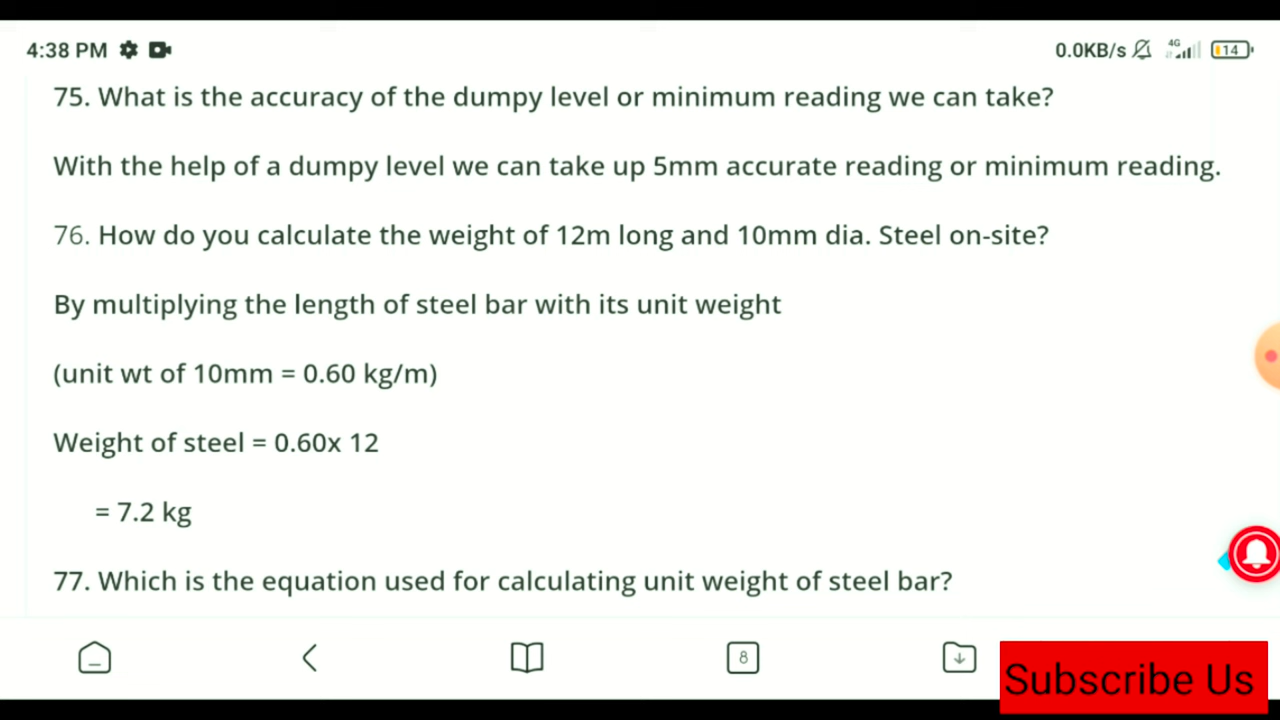 4:38 PM
0.0KB/s 4G 14
75. What is the accuracy of the dumpy level or minimum reading we can take?
With the help of a dumpy level we can take up 5mm accurate reading or minimum reading.
76. How do you calculate the weight of 12m long and 10mm dia. Steel on-site?
By multiplying the length of steel bar with its unit weight
(unit wt of 10mm = 0.60 kg/m)
Weight of steel = 0.60x 12
= 7.2 kg
77. Which is the equation used for calculating unit weight of steel bar?
8
Subscribe Us